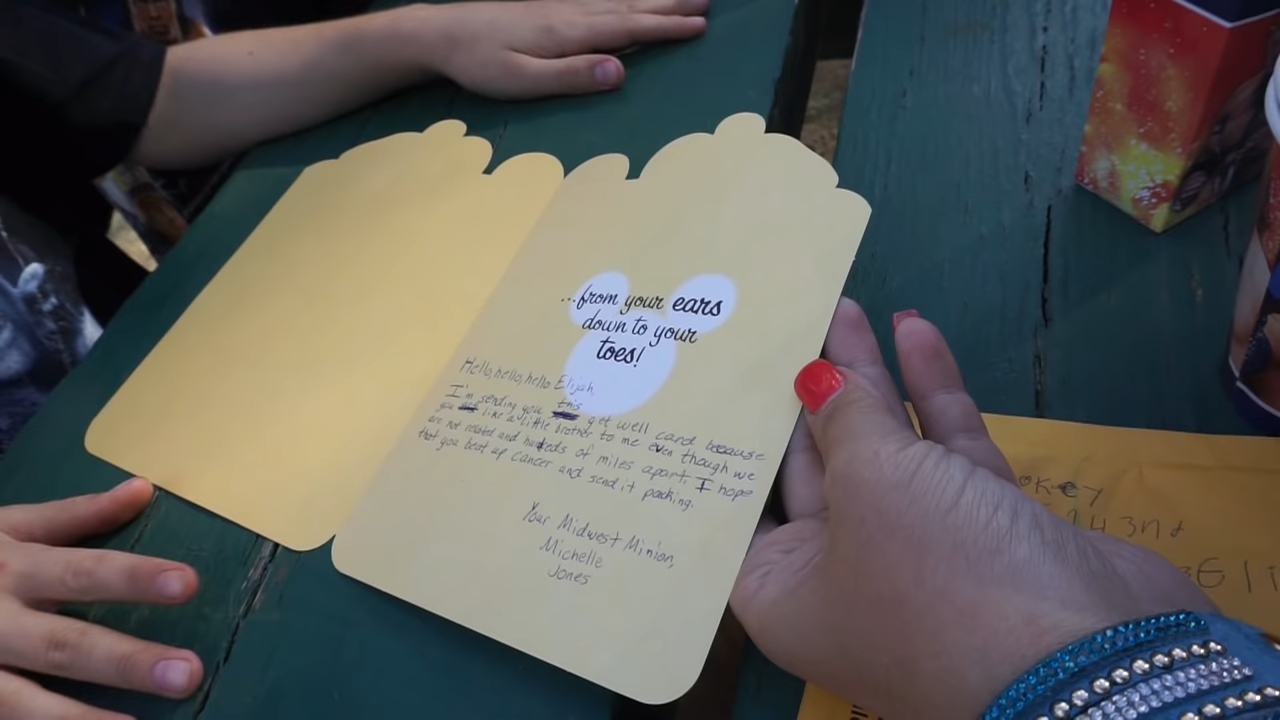 ...from your ears
down to your
toes!
Hello, hello, hello Elijah,
I'm sending you this get well card because
you are like a little brother to me even though we
are not related and hundeds of miles apart. I hope
that you beat up cancer and send it packing.
Your Midwest Minion,
Michelle
Jones